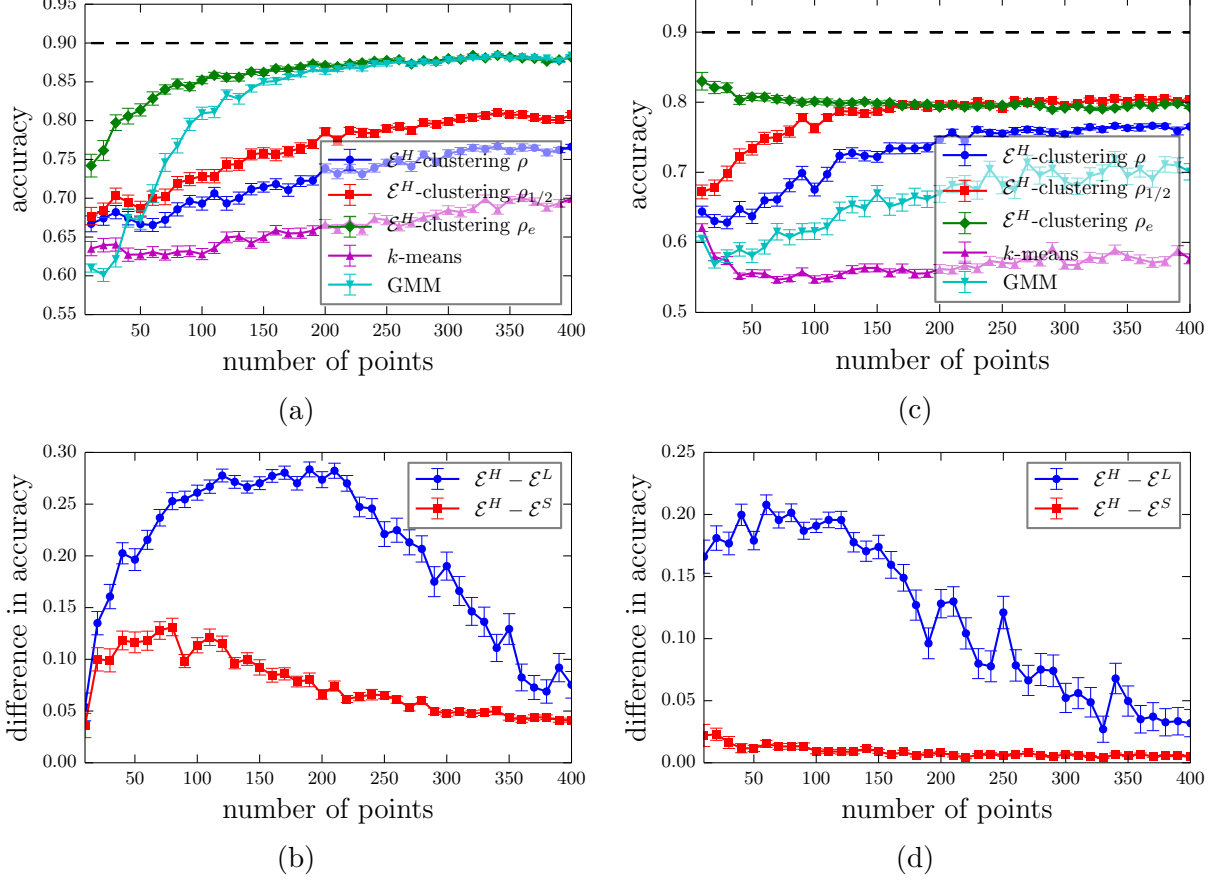 0.95
0.90
0.85
0.80
0.75
0.70
0.65
0.60
0.55
accuracy
50 100 150 200 250 300 350 400
number of points
ℰ^H-clustering ρ
ℰ^H-clustering ρ_{1/2}
ℰ^H-clustering ρ_e
k-means
GMM
(a)
0.9
0.8
0.7
0.6
0.5
accuracy
50 100 150 200 250 300 350 400
number of points
ℰ^H-clustering ρ
ℰ^H-clustering ρ_{1/2}
ℰ^H-clustering ρ_e
k-means
GMM
(c)
0.30
0.25
0.20
0.15
0.10
0.05
0.00
difference in accuracy
50 100 150 200 250 300 350 400
number of points
ℰ^H − ℰ^L
ℰ^H − ℰ^S
(b)
0.25
0.20
0.15
0.10
0.05
0.00
difference in accuracy
50 100 150 200 250 300 350 400
number of points
ℰ^H − ℰ^L
ℰ^H − ℰ^S
(d)